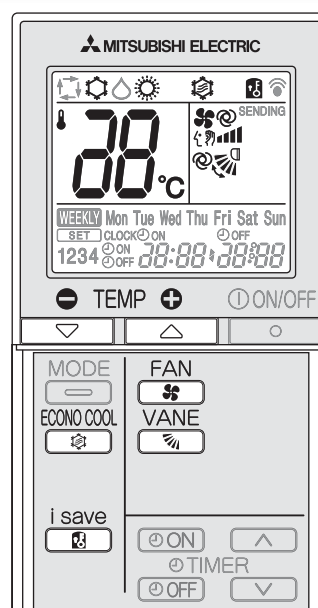 MITSUBISHI ELECTRIC
SENDING
88 °C
WEEKLY Mon Tue Wed Thu Fri Sat Sun
SET CLOCK ON OFF
1234 ON OFF 88:88 88:88
TEMP ON/OFF
MODE FAN
ECONO COOL VANE
i save
ON
TIMER
OFF